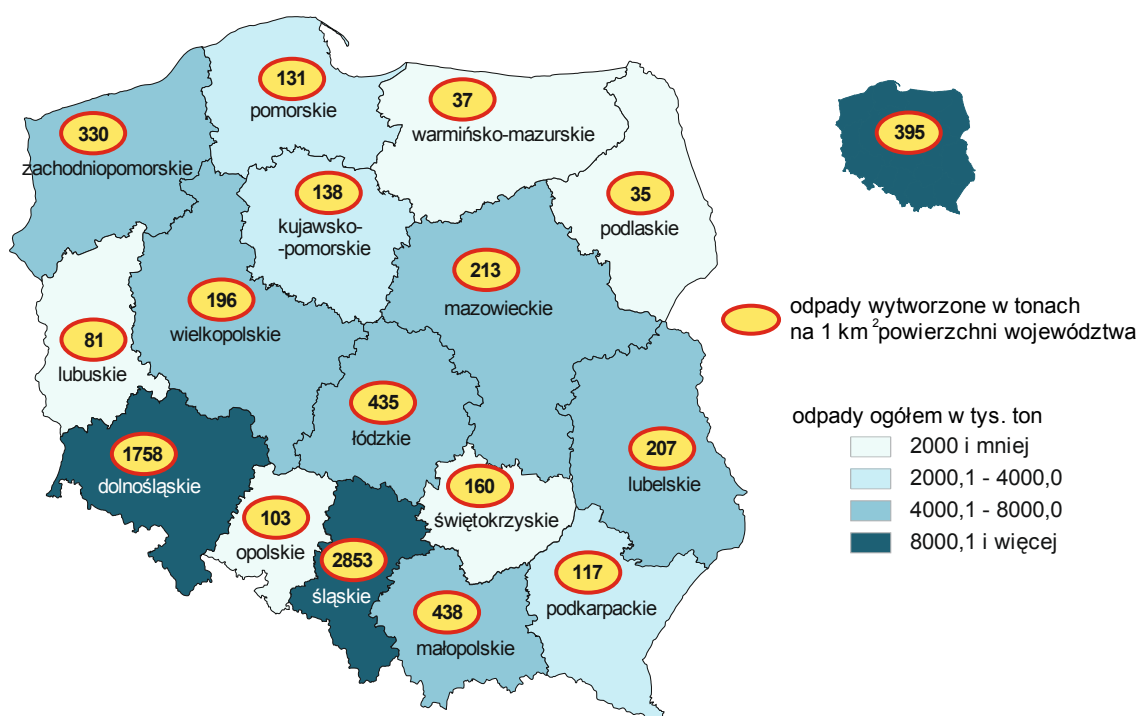 131
pomorskie
37
warmińsko-mazurskie
330
zachodniopomorskie
395
138
kujawsko-
-pomorskie
35
podlaskie
213
mazowieckie
196
wielkopolskie
odpady wytworzone w tonach
na 1 km² powierzchni województwa
81
lubuskie
435
łódzkie
odpady ogółem w tys. ton
2000 i mniej
2000,1 - 4000,0
4000,1 - 8000,0
8000,1 i więcej
1758
dolnośląskie
207
lubelskie
160
świętokrzyskie
103
opolskie
2853
śląskie
117
podkarpackie
438
małopolskie